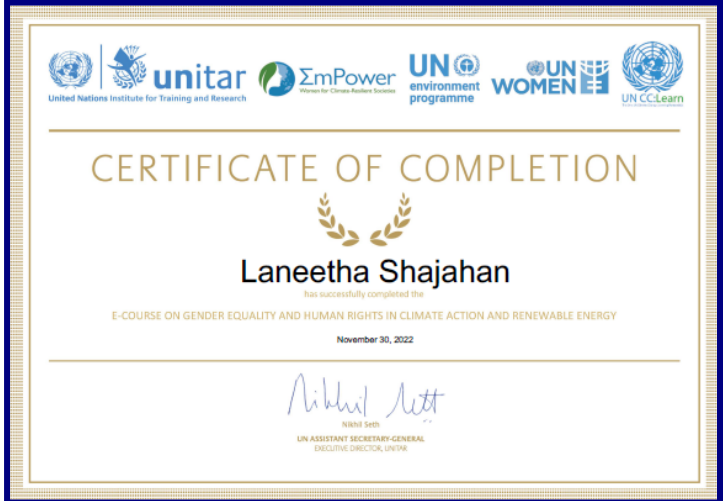 unitar
United Nations Institute for Training and Research
ΣmPower
Women for Climate-Resilient Societies
UN
environment
programme
UN
WOMEN
UN CC:Learn
CERTIFICATE OF COMPLETION
Laneetha Shajahan
has successfully completed the
E-COURSE ON GENDER EQUALITY AND HUMAN RIGHTS IN CLIMATE ACTION AND RENEWABLE ENERGY
November 30, 2022
Nikhil Seth
Nikhil Seth
UN ASSISTANT SECRETARY-GENERAL
EXECUTIVE DIRECTOR, UNITAR